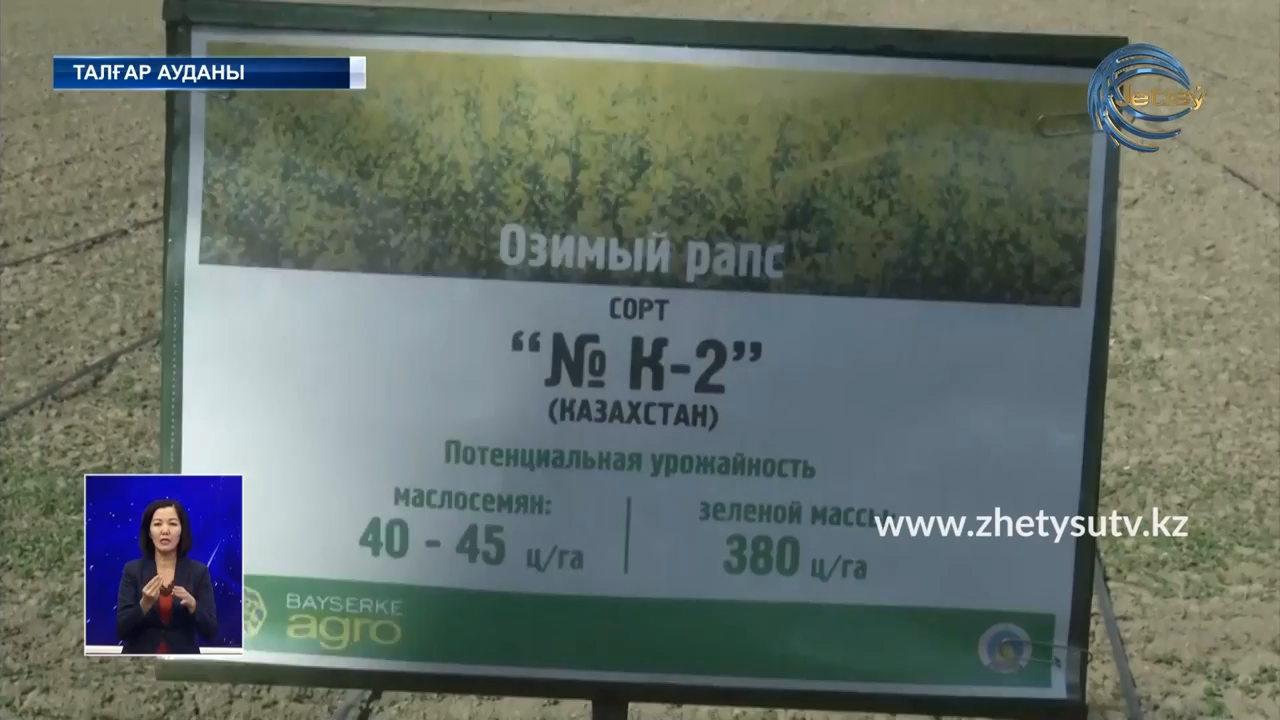 ТАЛҒАР АУДАНЫ
Jetisý
Озимый рапс
СОРТ
“№ К-2”
(КАЗАХСТАН)
Потенциальная урожайность
маслосемян:
40 - 45 ц/га
зеленой массы:
380 ц/га
www.zhetysutv.kz
BAYSERKE
agro